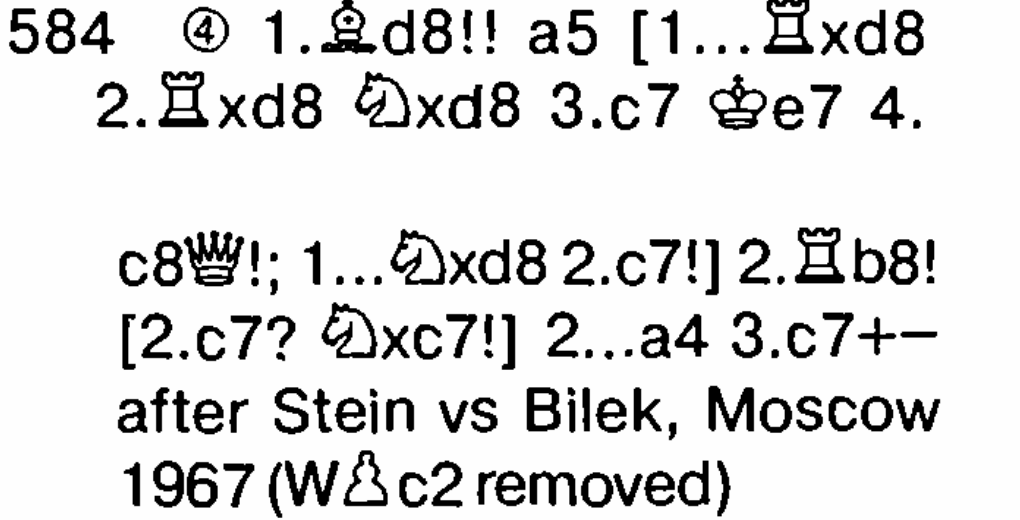 584 ④ 1.♗d8!! a5 [1...♖xd8
2.♖xd8 ♘xd8 3.c7 ♔e7 4.
c8♕!; 1...♘xd8 2.c7!] 2.♖b8!
[2.c7? ♘xc7!] 2...a4 3.c7+−
after Stein vs Bilek, Moscow
1967 (W♙c2 removed)